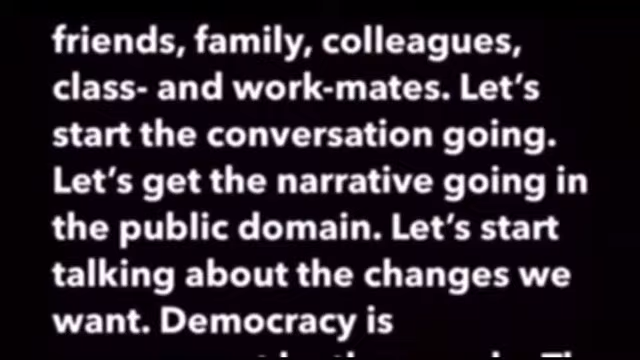 friends, family, colleagues,
class- and work-mates. Let's
start the conversation going.
Let's get the narrative going in
the public domain. Let's start
talking about the changes we
want. Democracy is